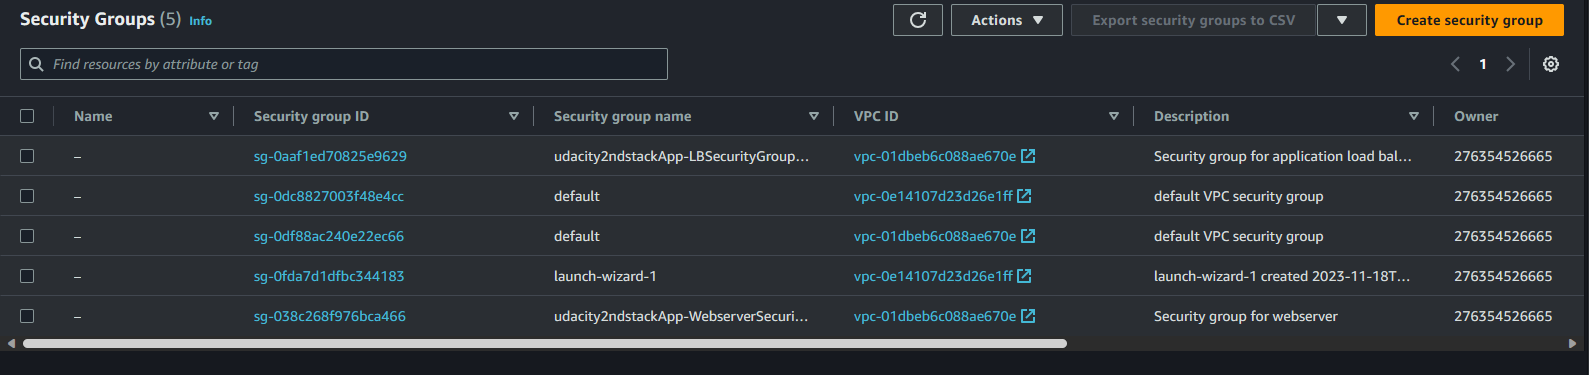 Security Groups (5) Info
Actions Export security groups to CSV Create security group
Find resources by attribute or tag
1
Name Security group ID Security group name VPC ID Description Owner
– sg-0aaf1ed70825e9629 udacity2ndstackApp-LBSecurityGroup... vpc-01dbeb6c088ae670e Security group for application load bal... 276354526665
– sg-0dc8827003f48e4cc default vpc-0e14107d23d26e1ff default VPC security group 276354526665
– sg-0df88ac240e22ec66 default vpc-01dbeb6c088ae670e default VPC security group 276354526665
– sg-0fda7d1dfbc344183 launch-wizard-1 vpc-0e14107d23d26e1ff launch-wizard-1 created 2023-11-18T... 276354526665
– sg-038c268f976bca466 udacity2ndstackApp-WebserverSecuri... vpc-01dbeb6c088ae670e Security group for webserver 276354526665